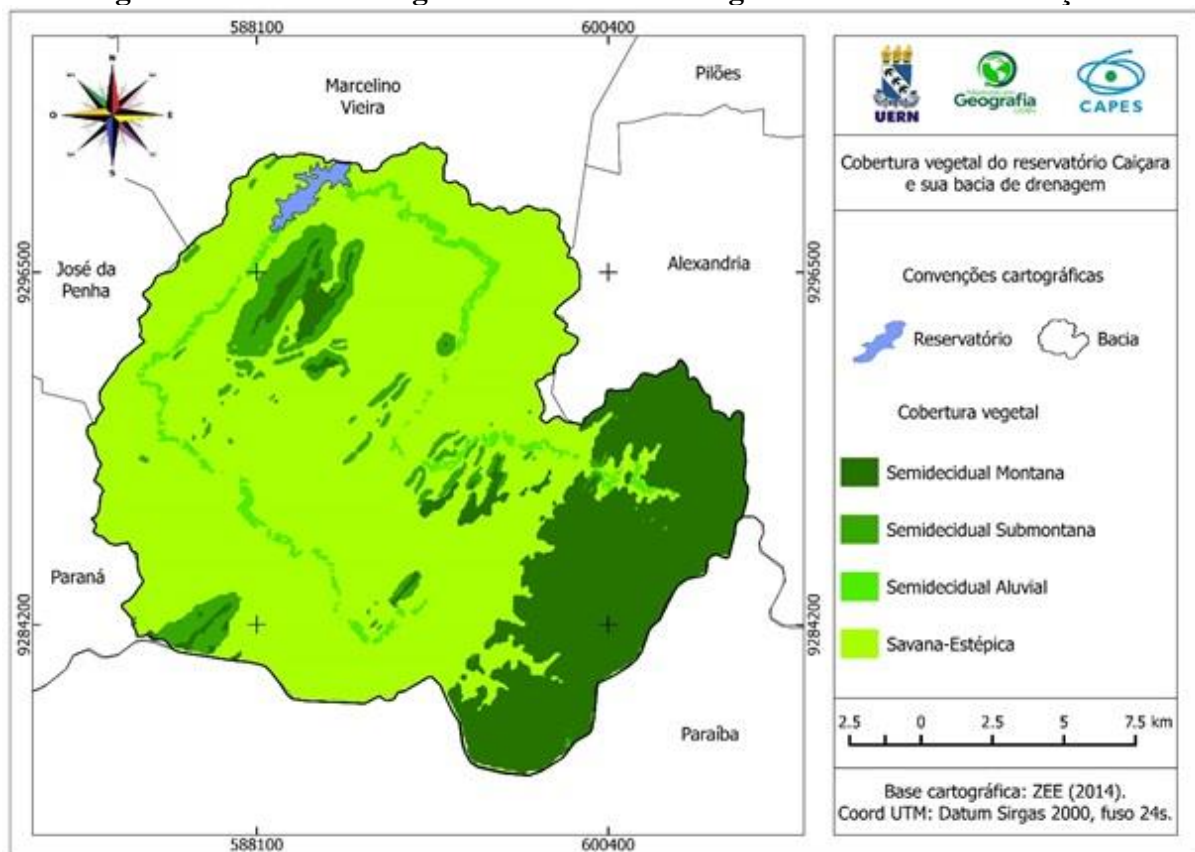 588100
600400
Marcelino
Vieira
Pilões
N
O
E
S
José da
Penha
Alexandria
9296500
9296500
Paraná
9284200
9284200
Paraíba
588100
600400
UERN
Geografia
CAPES
Cobertura vegetal do reservatório Caiçara
e sua bacia de drenagem
Convenções cartográficas
Reservatório
Bacia
Cobertura vegetal
Semidecidual Montana
Semidecidual Submontana
Semidecidual Aluvial
Savana-Estépica
2.5 0 2.5 5 7.5 km
Base cartográfica: ZEE (2014).
Coord UTM: Datum Sirgas 2000, fuso 24s.